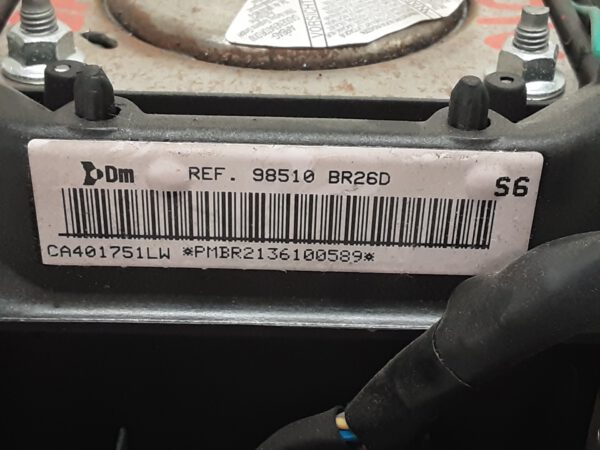 Dm REF. 98510 BR26D S6
CA401751LW *PMBR2136100589*